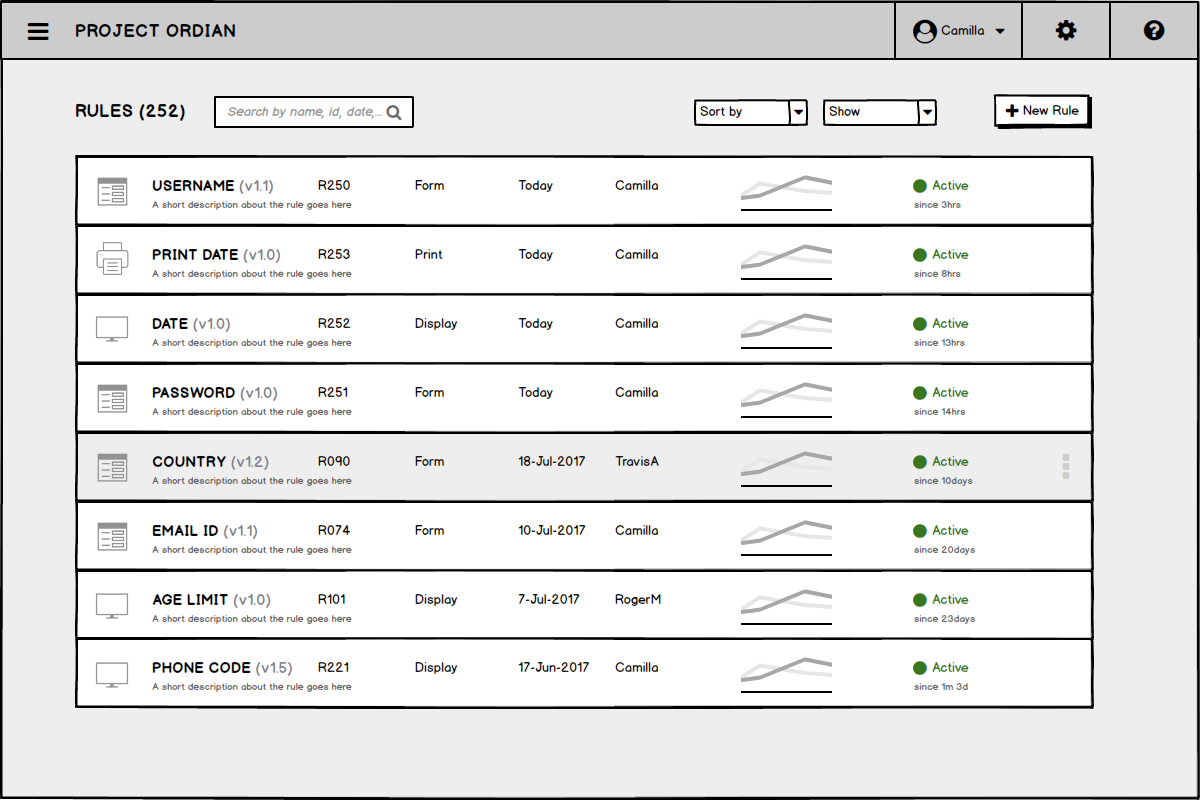 PROJECT ORDIAN
Camilla
RULES (252)
Search by name, id, date,...
Sort by
Show
New Rule
USERNAME (v1.1) R250 Form Today Camilla Active
A short description about the rule goes here since 3hrs
PRINT DATE (v1.0) R253 Print Today Camilla Active
A short description about the rule goes here since 8hrs
DATE (v1.0) R252 Display Today Camilla Active
A short description about the rule goes here since 13hrs
PASSWORD (v1.0) R251 Form Today Camilla Active
A short description about the rule goes here since 14hrs
COUNTRY (v1.2) R090 Form 18-Jul-2017 TravisA Active
A short description about the rule goes here since 10days
EMAIL ID (v1.1) R074 Form 10-Jul-2017 Camilla Active
A short description about the rule goes here since 20days
AGE LIMIT (v1.0) R101 Display 7-Jul-2017 RogerM Active
A short description about the rule goes here since 23days
PHONE CODE (v1.5) R221 Display 17-Jun-2017 Camilla Active
A short description about the rule goes here since 1m 3d